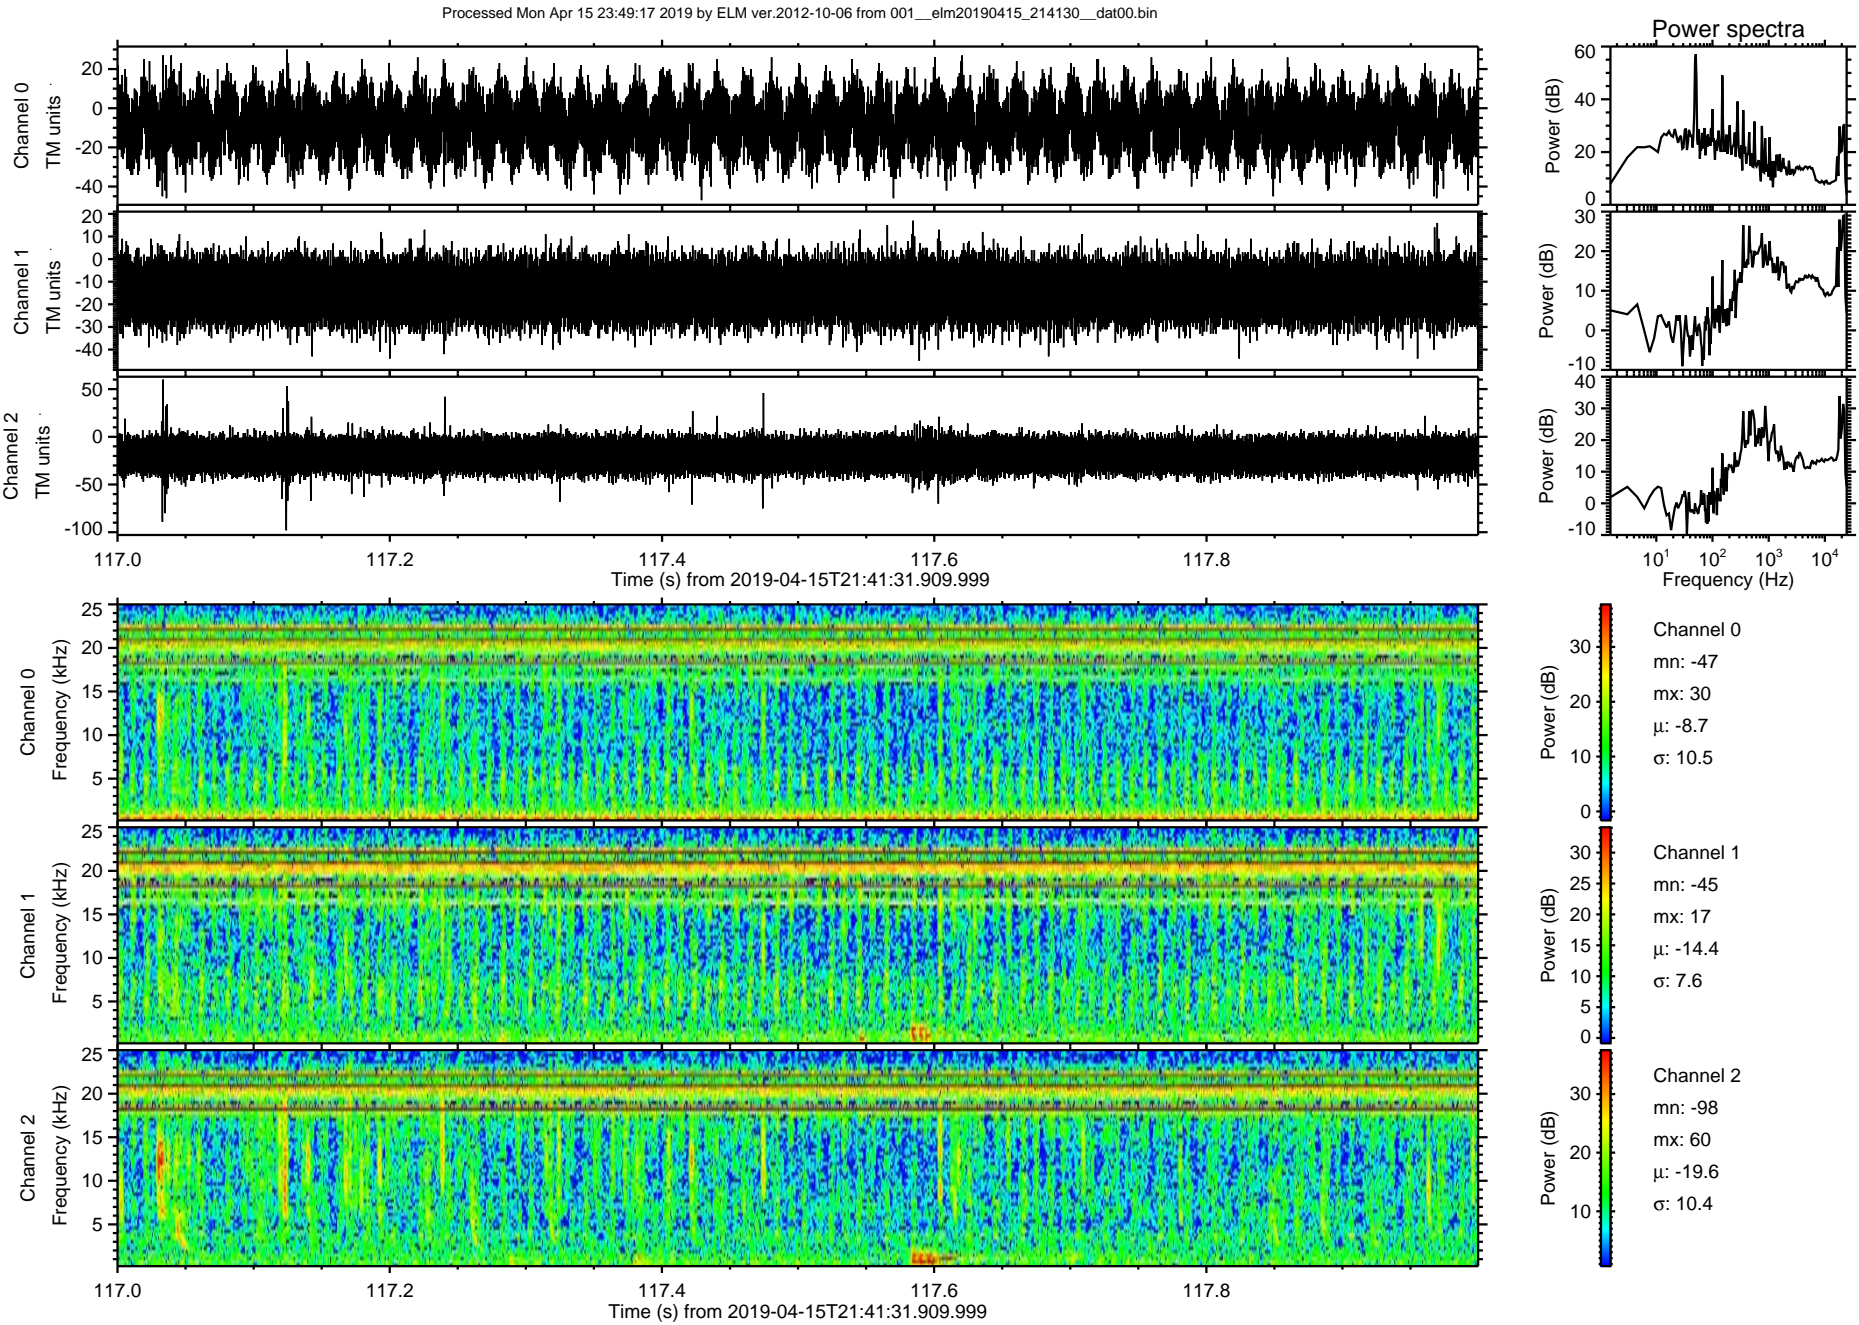 Processed Mon Apr 15 23:49:17 2019 by ELM ver.2012-10-06 from 001__elm20190415_214130__dat00.bin
Power spectra
Channel 0
TM units
20
0
-20
-40
Power (dB)
60
40
20
0
Channel 1
TM units
20
10
0
-10
-20
-30
-40
Power (dB)
30
20
10
0
-10
Channel 2
TM units
50
0
-50
-100
Power (dB)
40
30
20
10
0
-10
117.0 117.2 117.4 117.6 117.8
Time (s) from 2019-04-15T21:41:31.909.999
10¹ 10² 10³ 10⁴
Frequency (Hz)
Channel 0
Frequency (kHz)
25
20
15
10
5
Power (dB)
30
20
10
0
Channel 0
mn: -47
mx: 30
μ: -8.7
σ: 10.5
Channel 1
Frequency (kHz)
25
20
15
10
5
Power (dB)
30
25
20
15
10
5
0
Channel 1
mn: -45
mx: 17
μ: -14.4
σ: 7.6
Channel 2
Frequency (kHz)
25
20
15
10
5
Power (dB)
30
20
10
Channel 2
mn: -98
mx: 60
μ: -19.6
σ: 10.4
117.0 117.2 117.4 117.6 117.8
Time (s) from 2019-04-15T21:41:31.909.999